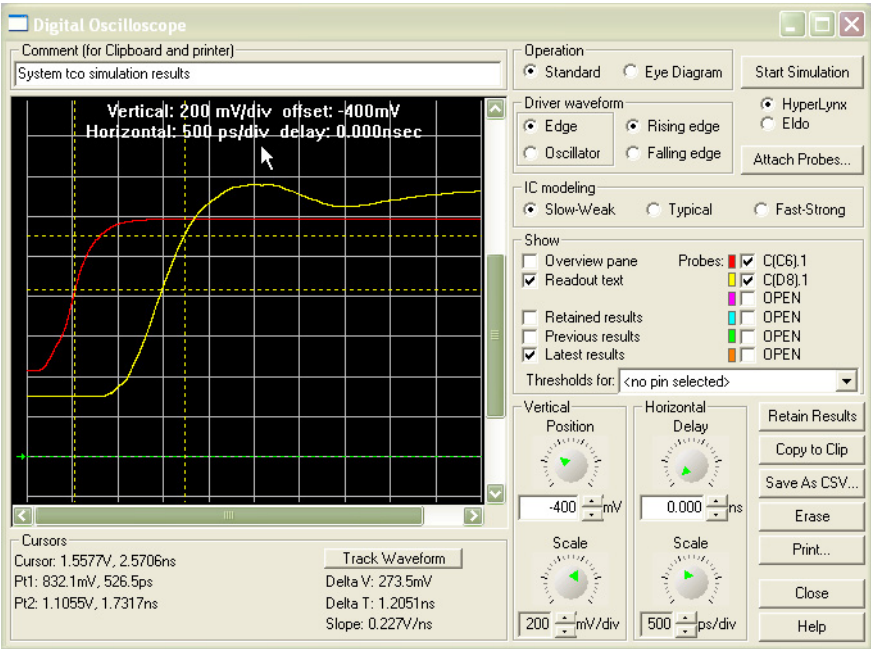 Digital Oscilloscope
Comment (for Clipboard and printer)
System tco simulation results
Vertical: 200 mV/div offset: -400mV
Horizontal: 500 ps/div delay: 0.000nsec
Cursors
Cursor: 1.5577V, 2.5706ns
Track Waveform
Pt1: 832.1mV, 526.5ps
Delta V: 273.5mV
Pt2: 1.1055V, 1.7317ns
Delta T: 1.2051ns
Slope: 0.227V/ns
Operation
Standard Eye Diagram
Start Simulation
Driver waveform
Edge Rising edge
Oscillator Falling edge
HyperLynx
Eldo
Attach Probes...
IC modeling
Slow-Weak Typical Fast-Strong
Show
Overview pane Probes: C(C6).1
Readout text C(D8).1
OPEN
Retained results OPEN
Previous results OPEN
Latest results OPEN
Thresholds for: <no pin selected>
Vertical
Position
-400 mV
Scale
200 mV/div
Horizontal
Delay
0.000 ns
Scale
500 ps/div
Retain Results
Copy to Clip
Save As CSV...
Erase
Print...
Close
Help